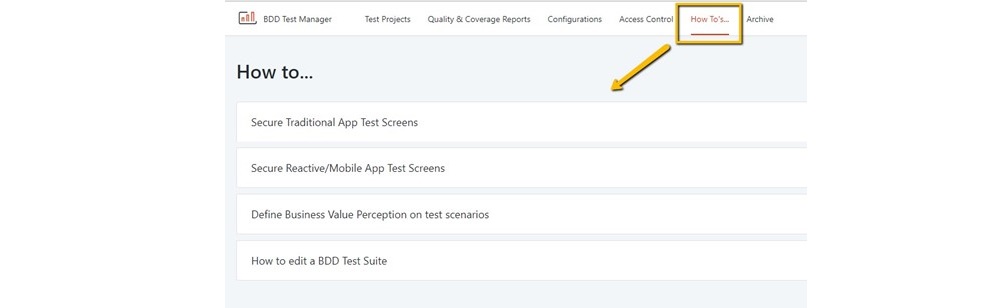 BDD Test Manager Test Projects Quality & Coverage Reports Configurations Access Control How To's... Archive
How to...
Secure Traditional App Test Screens
Secure Reactive/Mobile App Test Screens
Define Business Value Perception on test scenarios
How to edit a BDD Test Suite